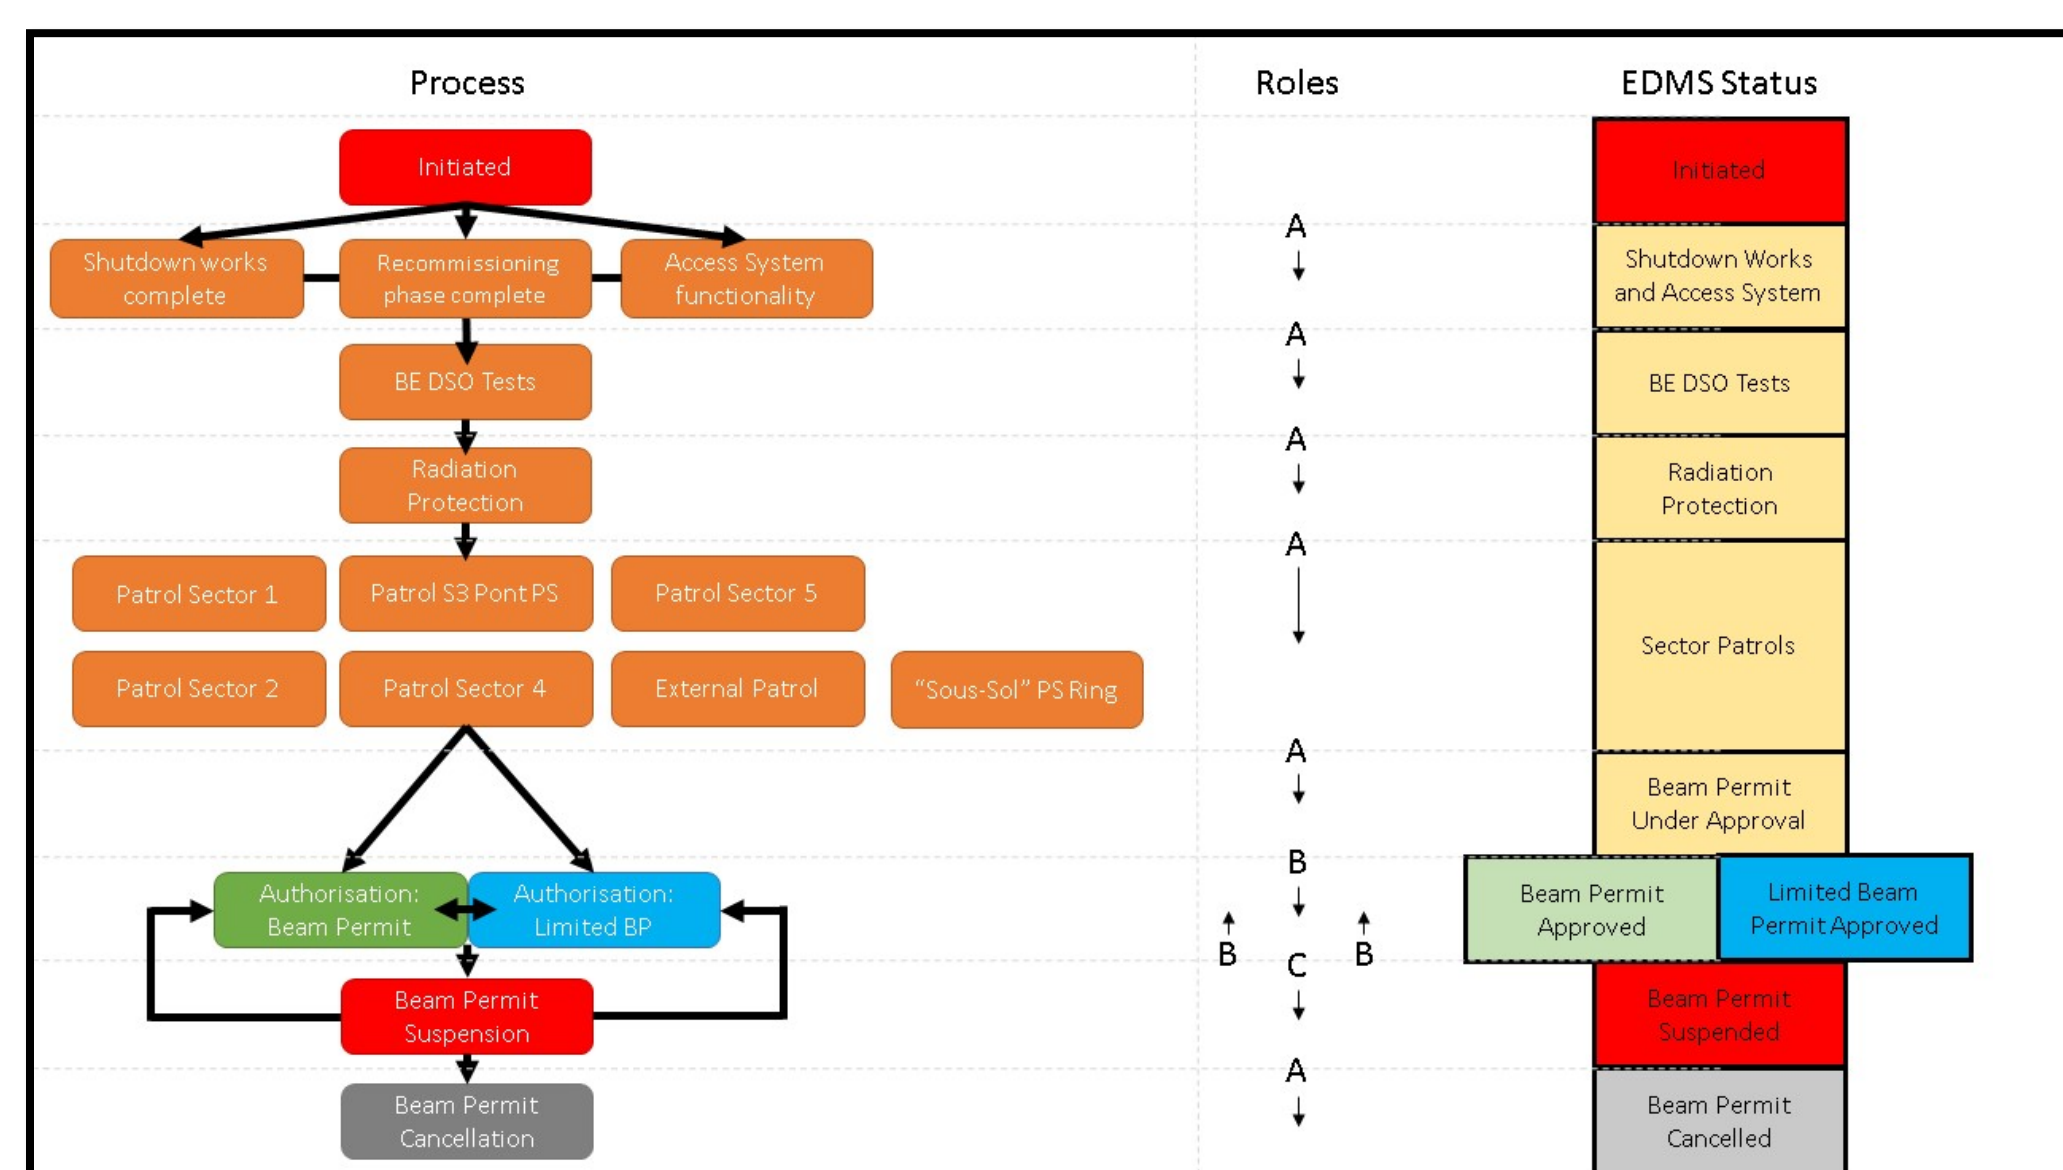 Process
Roles
EDMS Status
Initiated
Initiated
A
Shutdown works
complete
Recommissioning
phase complete
Access System
functionality
Shutdown Works
and Access System
A
BE DSO Tests
BE DSO Tests
A
Radiation
Protection
Radiation
Protection
A
Patrol Sector 1
Patrol S3 Pont PS
Patrol Sector 5
Patrol Sector 2
Patrol Sector 4
External Patrol
“Sous-Sol” PS Ring
Sector Patrols
A
Beam Permit
Under Approval
B
Authorisation:
Beam Permit
Authorisation:
Limited BP
B
C
B
Beam Permit
Approved
Limited Beam
Permit Approved
Beam Permit
Suspension
Beam Permit
Suspended
A
Beam Permit
Cancellation
Beam Permit
Cancelled